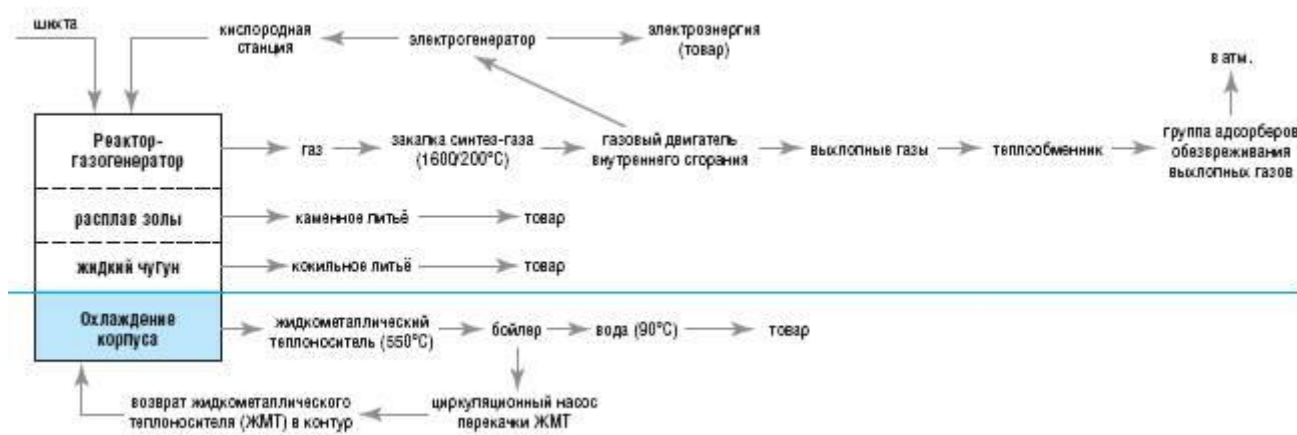 шихта
кислородная
станция
электрогенератор
электроэнергия
(товар)
в атм.
Реактор-
газогенератор
газ
закалка синтез-газа
(1600/200°С)
газовый двигатель
внутреннего сгорания
выхлопные газы
теплообменник
группа адсорберов
обезвреживания
выхлопных газов
расплав золы
каменное литьё
товар
жидкий чугун
кокильное литьё
товар
Охлаждение
корпуса
жидкометаллический
теплоноситель (550°С)
бойлер
вода (90°С)
товар
возврат жидкометаллического
теплоносителя (ЖМТ) в контур
циркуляционный насос
перекачки ЖМТ